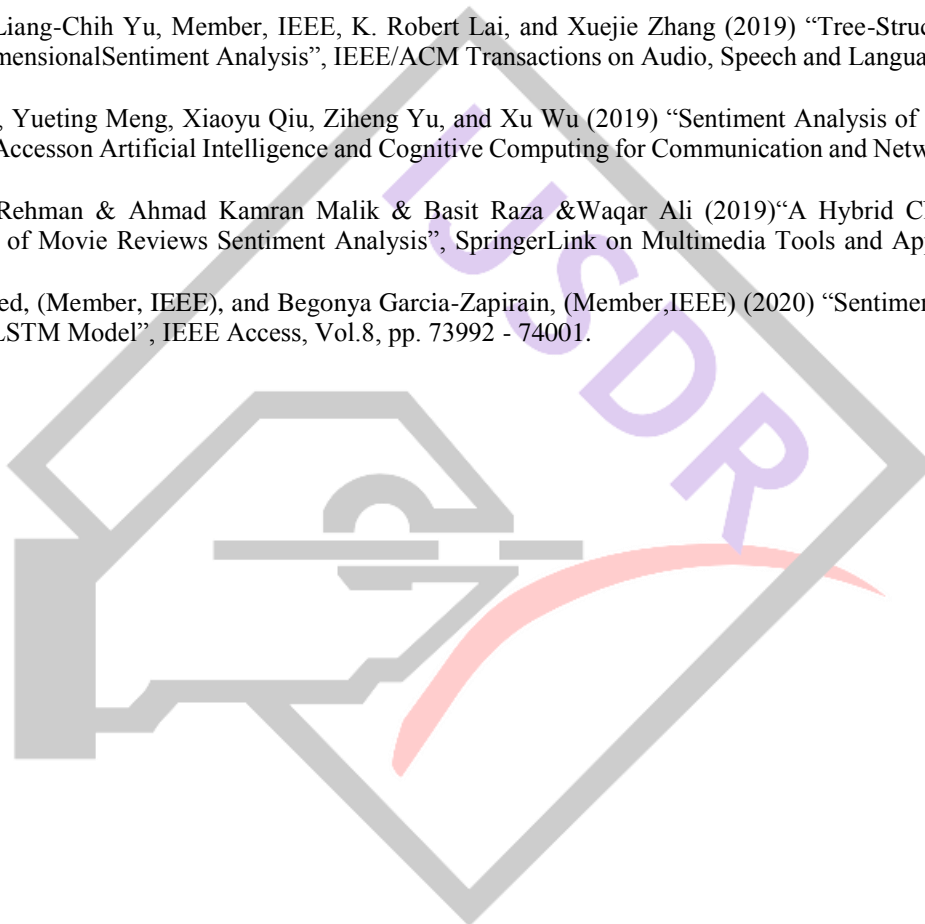 Liang-Chih Yu, Member, IEEE, K. Robert Lai, and Xuejie Zhang (2019) “Tree-Struc
mensionalSentiment Analysis”, IEEE/ACM Transactions on Audio, Speech and Langua
, Yueting Meng, Xiaoyu Qiu, Ziheng Yu, and Xu Wu (2019) “Sentiment Analysis of
Accesson Artificial Intelligence and Cognitive Computing for Communication and Netw
Rehman & Ahmad Kamran Malik & Basit Raza &Waqar Ali (2019)“A Hybrid C
of Movie Reviews Sentiment Analysis”, SpringerLink on Multimedia Tools and App
ed, (Member, IEEE), and Begonya Garcia-Zapirain, (Member,IEEE) (2020) “Sentimen
LSTM Model”, IEEE Access, Vol.8, pp. 73992 - 74001.
IJSDR